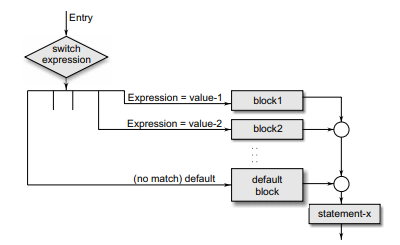 Entry
switch
expression
Expression = value-1
block1
Expression = value-2
block2
(no match) default
default
block
statement-x